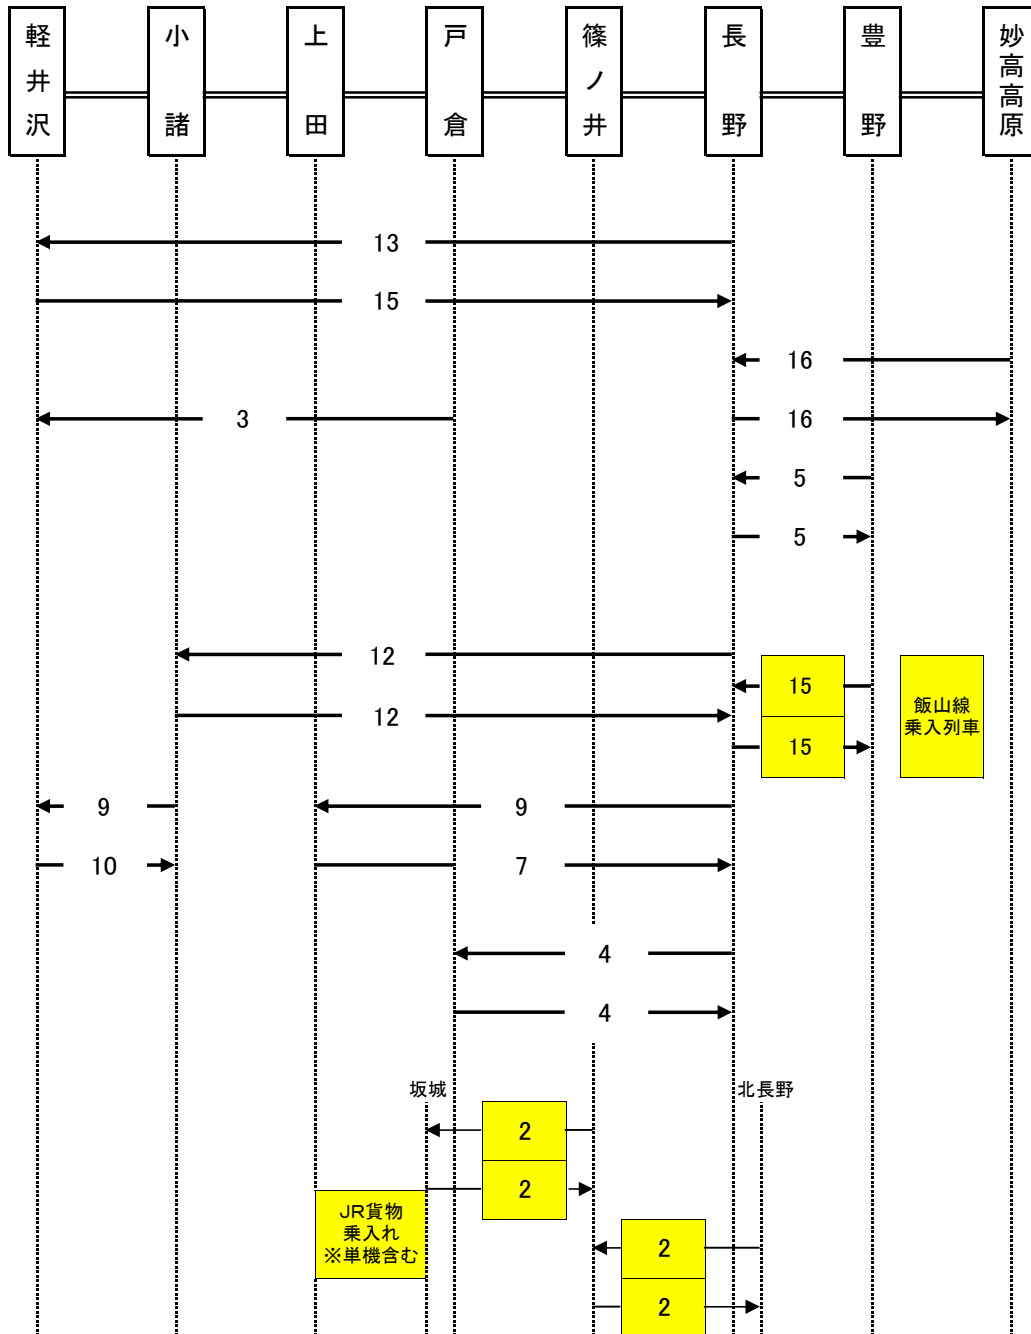 軽井沢
小諸
上田
戸倉
篠ノ井
長野
豊野
妙高高原
13
15
16
3
16
5
5
12
15
飯山線
乗入列車
12
15
9
9
10
7
4
4
坂城
北長野
2
2
JR貨物
乗入れ
※単機含む
2
2